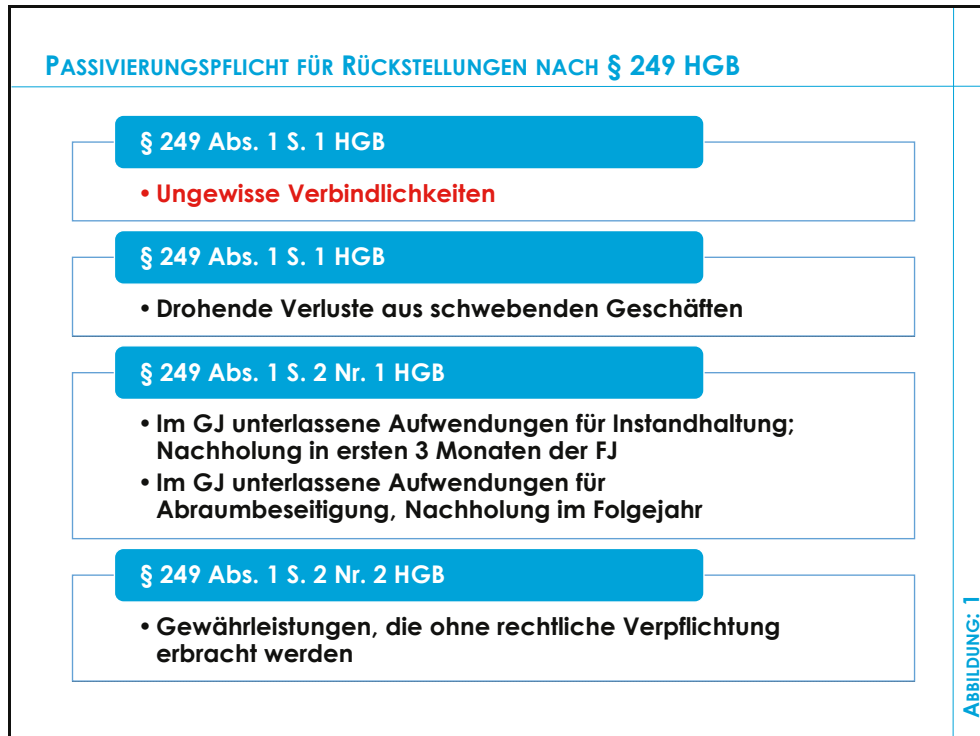 PASSIVIERUNGSPFLICHT FÜR RÜCKSTELLUNGEN NACH § 249 HGB
§ 249 Abs. 1 S. 1 HGB
• Ungewisse Verbindlichkeiten
§ 249 Abs. 1 S. 1 HGB
• Drohende Verluste aus schwebenden Geschäften
§ 249 Abs. 1 S. 2 Nr. 1 HGB
• Im GJ unterlassene Aufwendungen für Instandhaltung;
Nachholung in ersten 3 Monaten der FJ
• Im GJ unterlassene Aufwendungen für
Abraumbeseitigung, Nachholung im Folgejahr
§ 249 Abs. 1 S. 2 Nr. 2 HGB
• Gewährleistungen, die ohne rechtliche Verpflichtung
erbracht werden
ABBILDUNG: 1